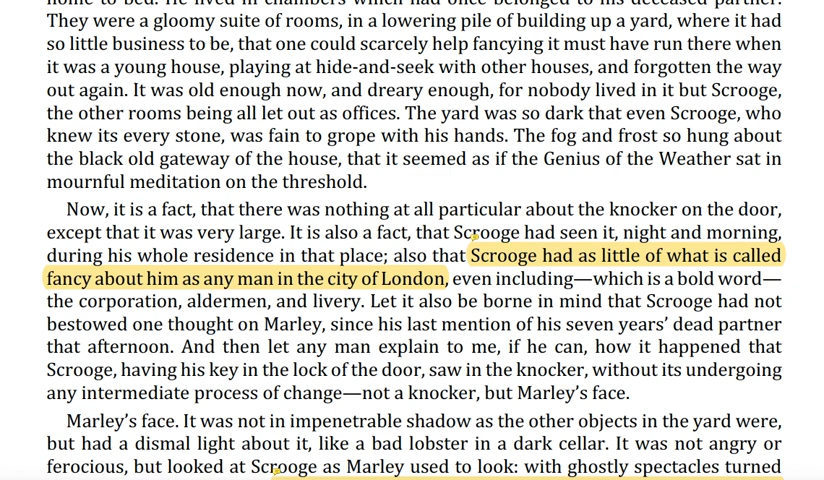 home to bed. He lived in chambers which had once belonged to his deceased partner.
They were a gloomy suite of rooms, in a lowering pile of building up a yard, where it had
so little business to be, that one could scarcely help fancying it must have run there when
it was a young house, playing at hide-and-seek with other houses, and forgotten the way
out again. It was old enough now, and dreary enough, for nobody lived in it but Scrooge,
the other rooms being all let out as offices. The yard was so dark that even Scrooge, who
knew its every stone, was fain to grope with his hands. The fog and frost so hung about
the black old gateway of the house, that it seemed as if the Genius of the Weather sat in
mournful meditation on the threshold.
Now, it is a fact, that there was nothing at all particular about the knocker on the door,
except that it was very large. It is also a fact, that Scrooge had seen it, night and morning,
during his whole residence in that place; also that Scrooge had as little of what is called
fancy about him as any man in the city of London, even including—which is a bold word—
the corporation, aldermen, and livery. Let it also be borne in mind that Scrooge had not
bestowed one thought on Marley, since his last mention of his seven years’ dead partner
that afternoon. And then let any man explain to me, if he can, how it happened that
Scrooge, having his key in the lock of the door, saw in the knocker, without its undergoing
any intermediate process of change—not a knocker, but Marley’s face.
Marley’s face. It was not in impenetrable shadow as the other objects in the yard were,
but had a dismal light about it, like a bad lobster in a dark cellar. It was not angry or
ferocious, but looked at Scrooge as Marley used to look: with ghostly spectacles turned